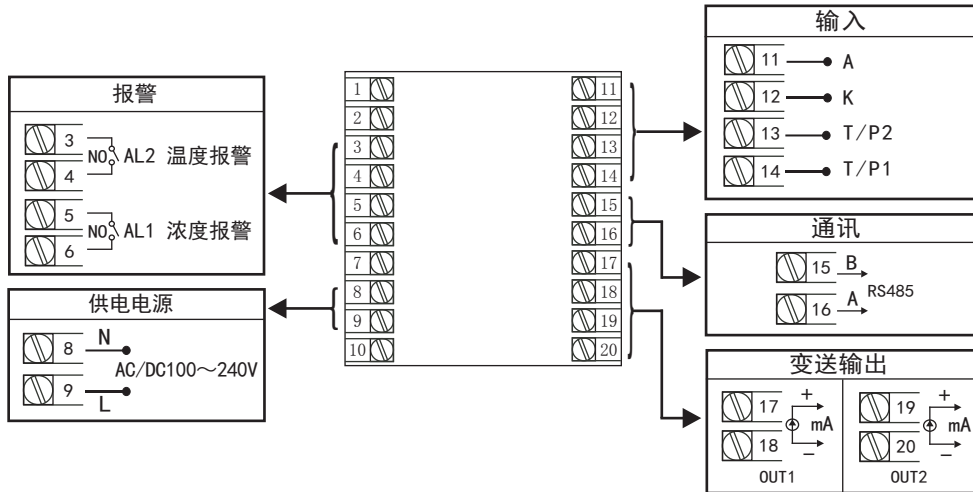 报警
3
NO AL2 温度报警
4
5
NO AL1 浓度报警
6
供电电源
8 N
AC/DC100～240V
9 L
1 11
2 12
3 13
4 14
5 15
6 16
7 17
8 18
9 19
10 20
输入
11 A
12 K
13 T/P2
14 T/P1
通讯
15 B
RS485
16 A
变送输出
17 +
mA
18 −
OUT1
19 +
mA
20 −
OUT2